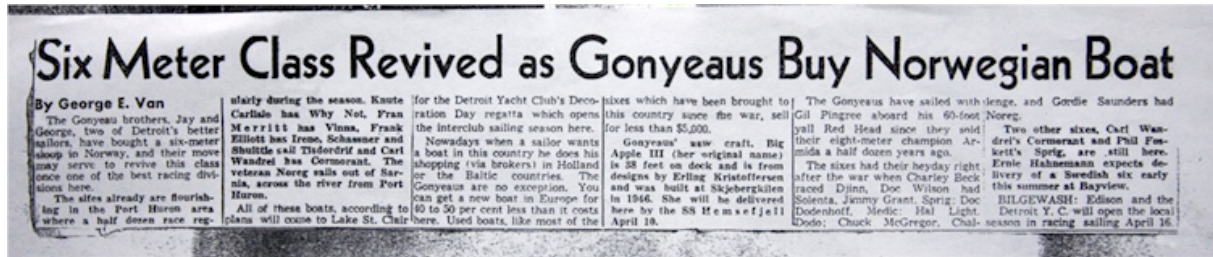 Six Meter Class Revived as Gonyeaus Buy Norwegian Boat
By George E. Van
The Gonyeau brothers, Jay and
George, two of Detroit's better
sailors, have bought a six-meter
sloop in Norway, and their move
may serve to revive this class
once one of the best racing divi-
sions here.
The sixes already are flourish-
ing in the Port Huron area
where a half dozen race reg-
ularly during the season. Knute
Carlisle has Why Not, Fran
Merritt has Vinna, Frank
Elliott has Irene, Schassner and
Shulttle sail Tidordrif and Carl
Wandrei has Cormorant. The
veteran Noreg sails out of Sar-
nia, across the river from Port
Huron.
All of these boats, according to
plans will come to Lake St. Clair
for the Detroit Yacht Club's Deco-
ration Day regatta which opens
the interclub sailing season here.
Nowadays when a sailor wants
a boat in this country he does his
shopping (via brokers) in Holland
or the Baltic countries. The
Gonyeaus are no exception. You
can get a new boat in Europe for
40 to 50 per cent less than it costs
here. Used boats, like most of the
sixes which have been brought to
this country since the war, sell
for less than $5,000.
Gonyeaus' new craft, Big
Apple III (her original name)
is 38 feet on deck and is from
designs by Erling Kristoffersen
and was built at Skjebergkilen
in 1946. She will be delivered
here by the SS Hemsefjell
April 10.
The Gonyeaus have sailed with
Gil Pingree aboard his 60-foot
yall Red Head since they sold
their eight-meter champion Ar-
mida a half dozen years ago.
The sixes had their heyday right
after the war when Charley Beck
raced Djinn, Doc Wilson had
Solenta, Jimmy Grant, Sprig; Doc
Dodenhoff, Medic; Hal Light,
Dodo; Chuck McGregor, Chal-
lenge, and Gordie Saunders had
Noreg.
Two other sixes, Carl Wan-
drei's Cormorant and Phil Fos-
kett's Sprig, are still here.
Ernie Hahnemann expects de-
livery of a Swedish six early
this summer at Bayview.
BILGEWASH: Edison and the
Detroit Y. C. will open the local
season in racing sailing April 16.